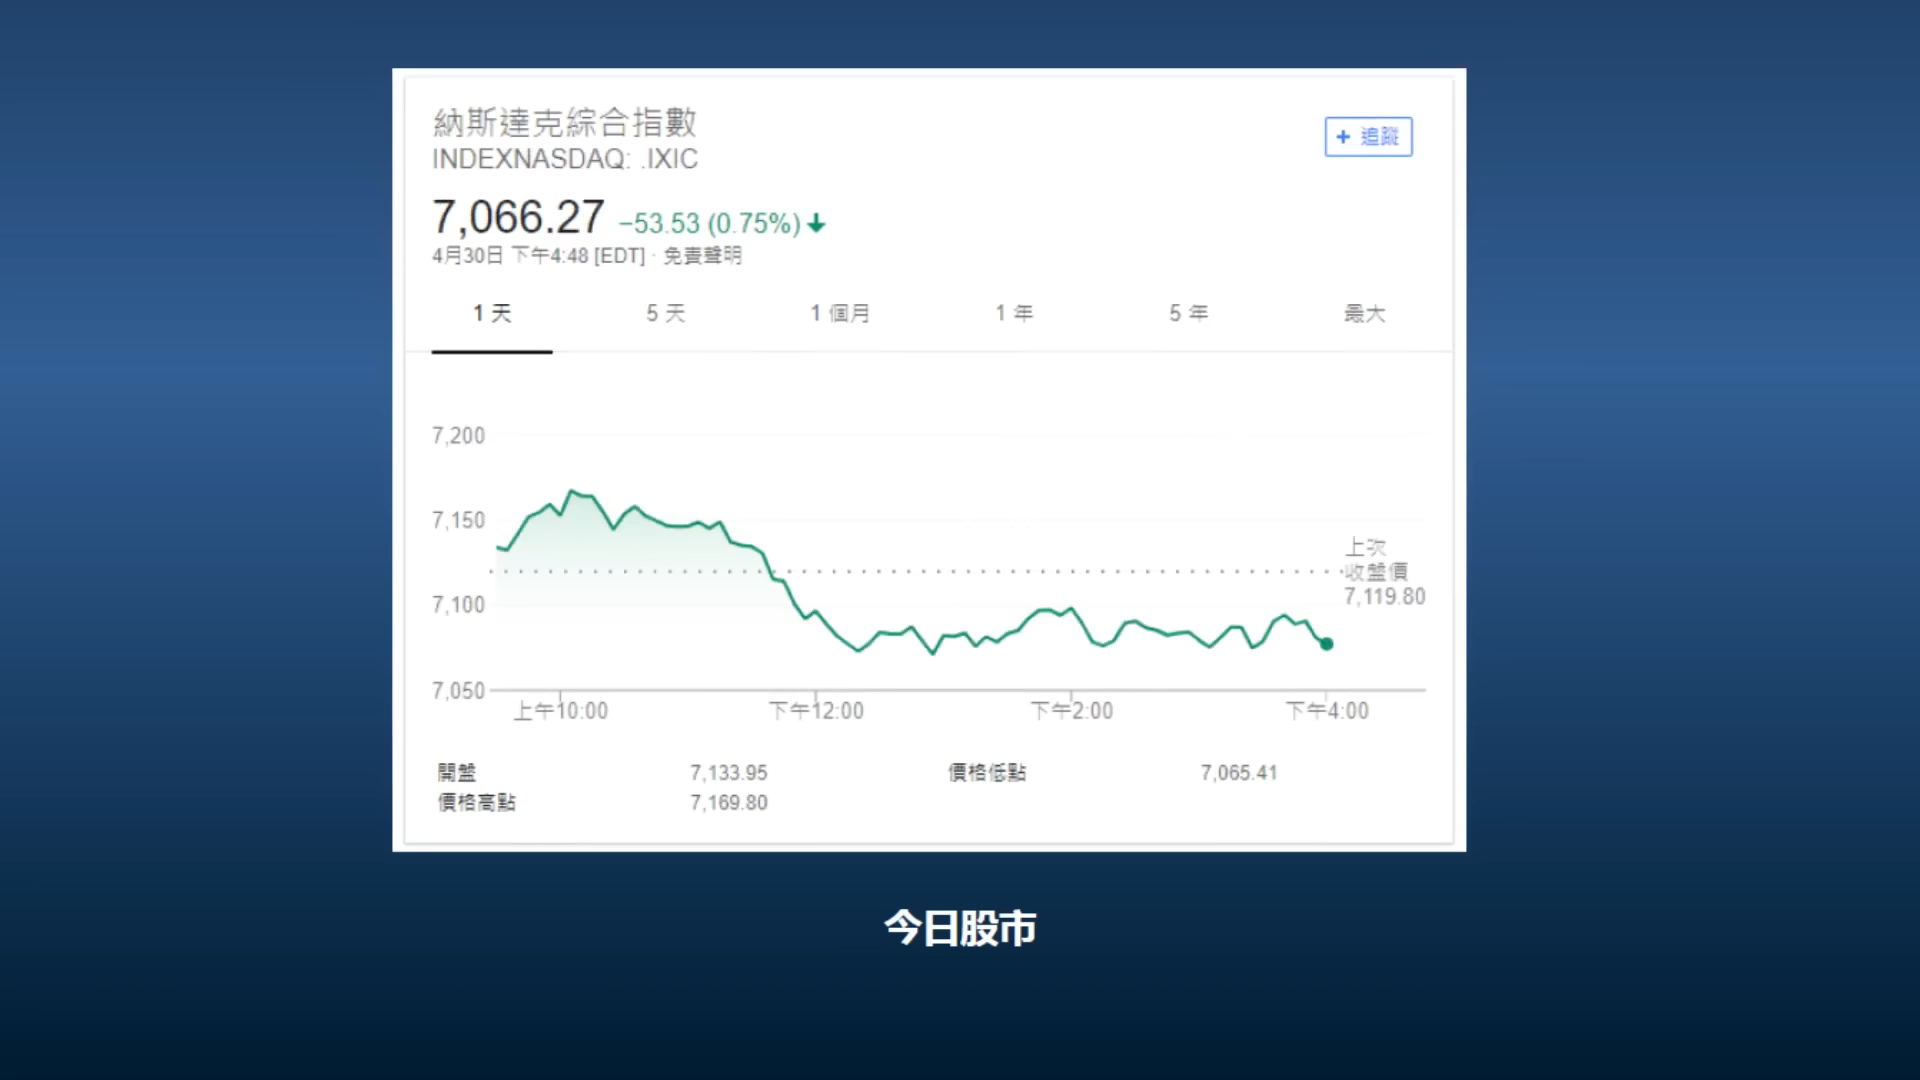 納斯達克綜合指數
INDEXNASDAQ: .IXIC
+ 追蹤
7,066.27 −53.53 (0.75%)
4月30日 下午4:48 [EDT] · 免責聲明
1 天 5 天 1 個月 1 年 5 年 最大
7,200
7,150
7,100
7,050
上次
收盤價
7,119.80
上午10:00 下午12:00 下午2:00 下午4:00
開盤 7,133.95 價格低點 7,065.41
價格高點 7,169.80
今日股市